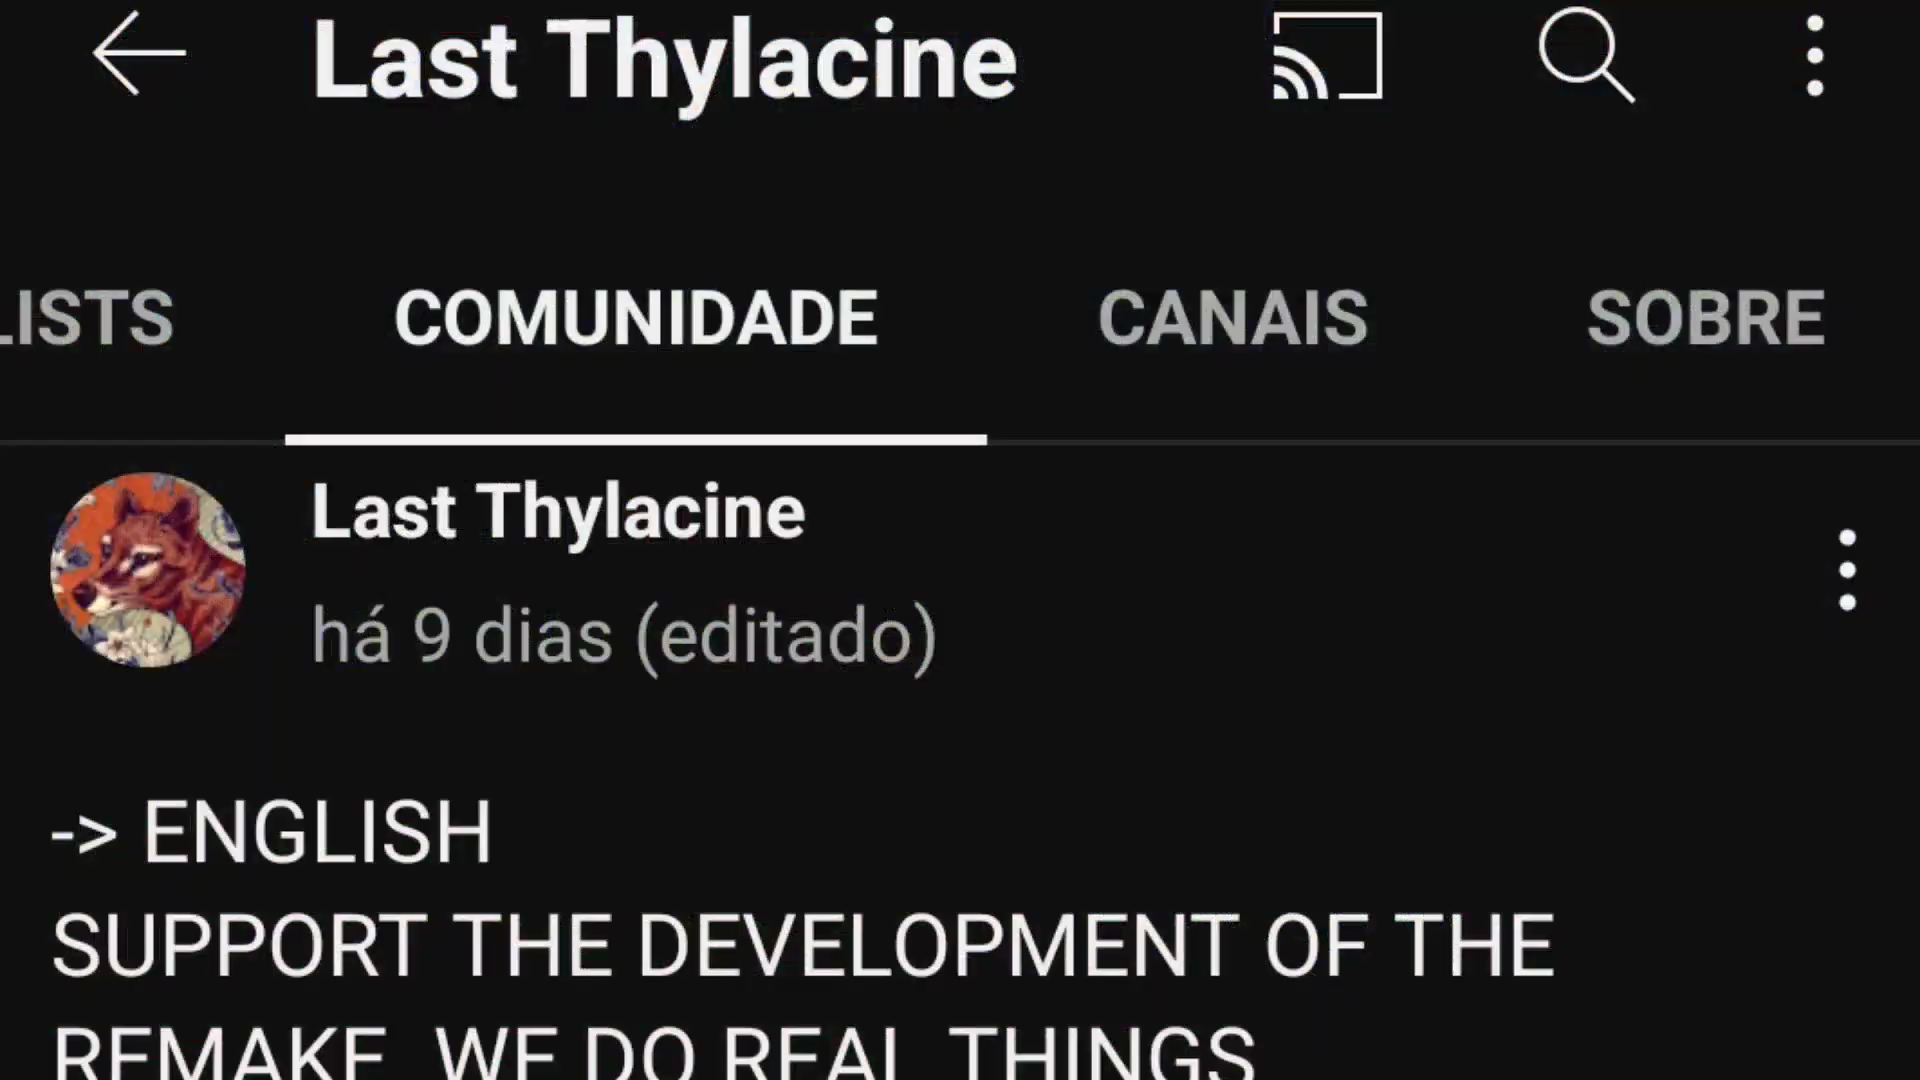 Last Thylacine
LISTS COMUNIDADE CANAIS SOBRE
Last Thylacine
há 9 dias (editado)
-> ENGLISH
SUPPORT THE DEVELOPMENT OF THE
REMAKE WE DO REAL THINGS